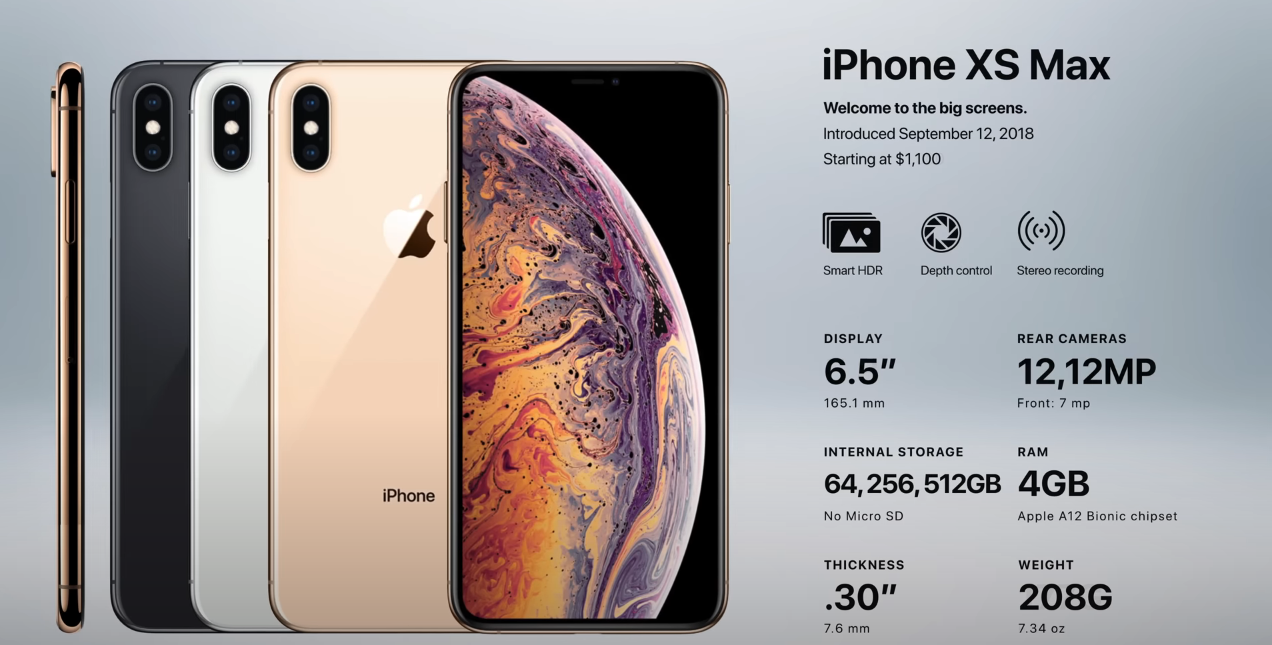 iPhone XS Max
Welcome to the big screens.
Introduced September 12, 2018
Starting at $1,100
Smart HDR
Depth control
Stereo recording
DISPLAY
6.5″
165.1 mm
REAR CAMERAS
12,12MP
Front: 7 mp
INTERNAL STORAGE
64, 256, 512GB
No Micro SD
RAM
4GB
Apple A12 Bionic chipset
THICKNESS
.30″
7.6 mm
WEIGHT
208G
7.34 oz
iPhone